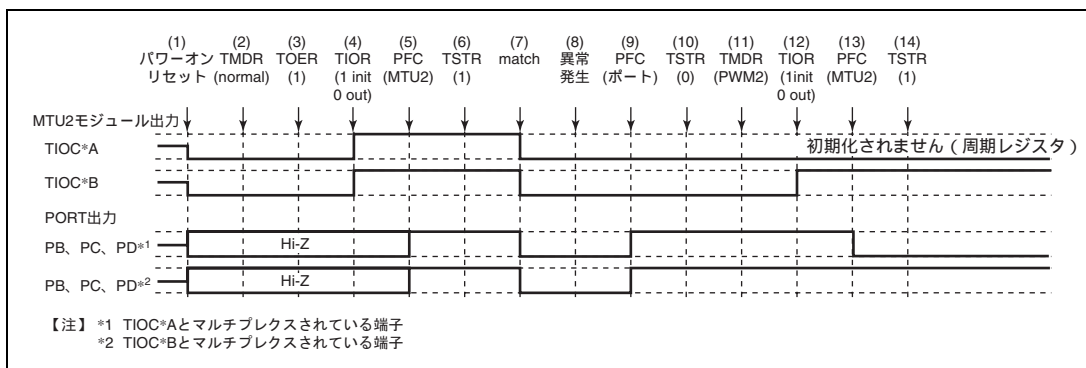 (1) (2) (3) (4) (5) (6) (7) (8) (9) (10) (11) (12) (13) (14)
パワーオン TMDR TOER TIOR PFC TSTR match 異常 PFC TSTR TMDR TIOR PFC TSTR
リセット (normal) (1) (1 init (MTU2) (1) 発生 (ポート) (0) (PWM2) (1init (MTU2) (1)
0 out) 0 out)
MTU2モジュール出力
TIOC*A 初期化されません ( 周期レジスタ )
TIOC*B
PORT出力
PB、PC、PD*1 Hi-Z
PB、PC、PD*2 Hi-Z
【注】 *1 TIOC*Aとマルチプレクスされている端子
*2 TIOC*Bとマルチプレクスされている端子